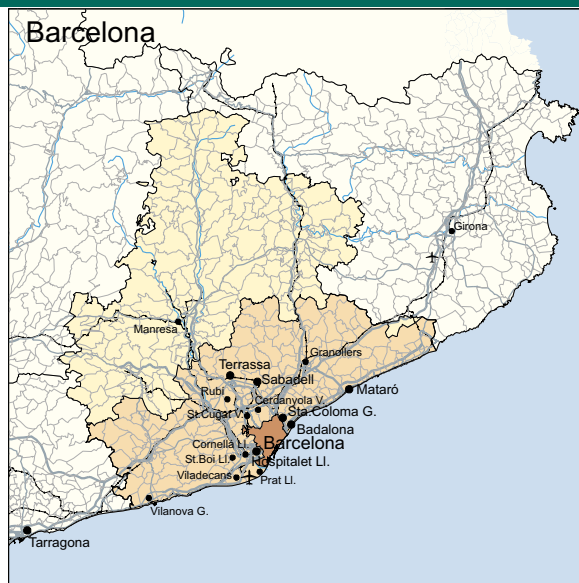 Barcelona
Girona
Manresa
Granollers
Terrassa
Sabadell
Rubí
Mataró
Cerdanyola V.
St.Cugat V.
Sta.Coloma G.
Badalona
Cornellà Ll.
Barcelona
St.Boi Ll.
Hospitalet Ll.
Viladecans
Prat Ll.
Vilanova G.
Tarragona